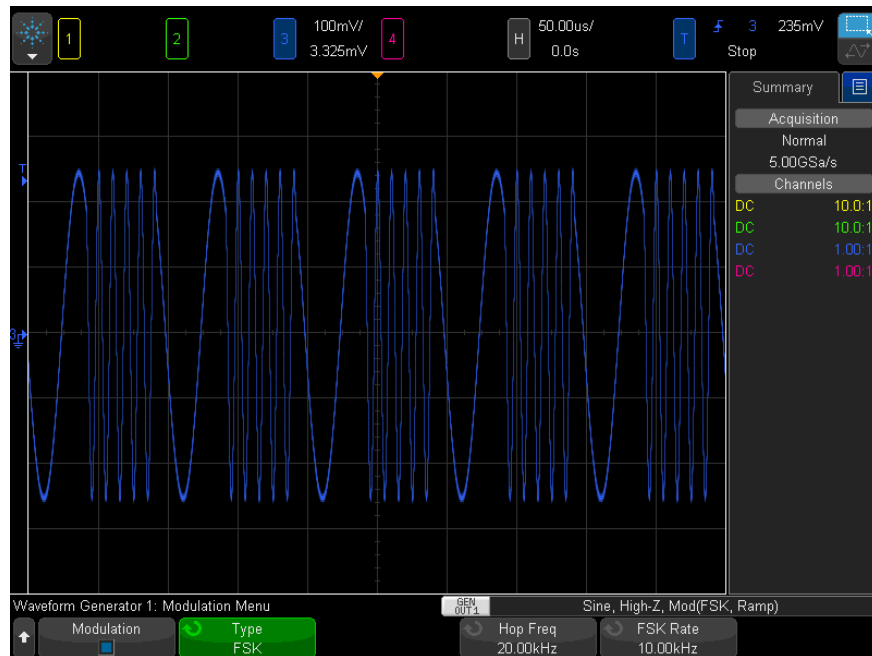 1 2 3 100mV/ 4 H 50.00us/ T 3 235mV
3.325mV 0.0s Stop
Summary
Acquisition
Normal
5.00GSa/s
Channels
DC 10.0:1
DC 10.0:1
DC 1.00:1
DC 1.00:1
T
3
Waveform Generator 1: Modulation Menu GEN OUT1 Sine, High-Z, Mod(FSK, Ramp)
Modulation Type Hop Freq FSK Rate
FSK 20.00kHz 10.00kHz